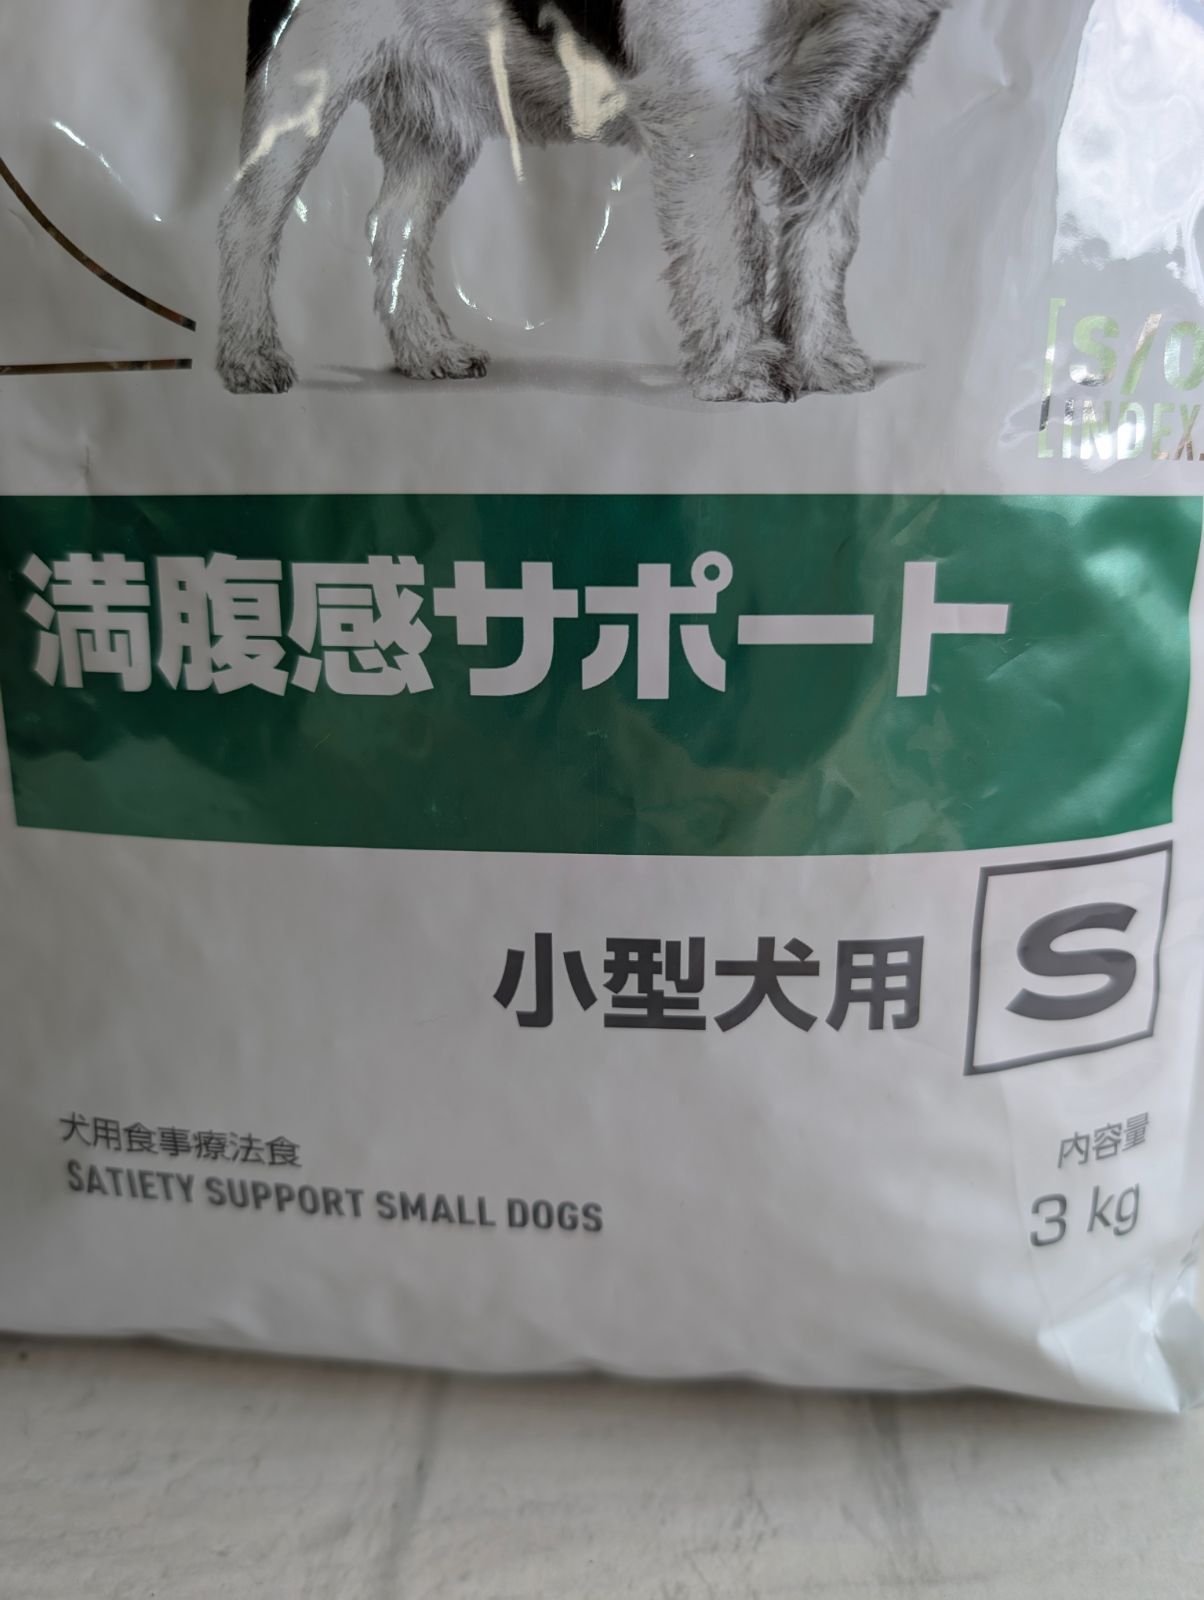 S/O
INDEX
満腹感サポート
小型犬用 S
犬用食事療法食
SATIETY SUPPORT SMALL DOGS
内容量
3 kg